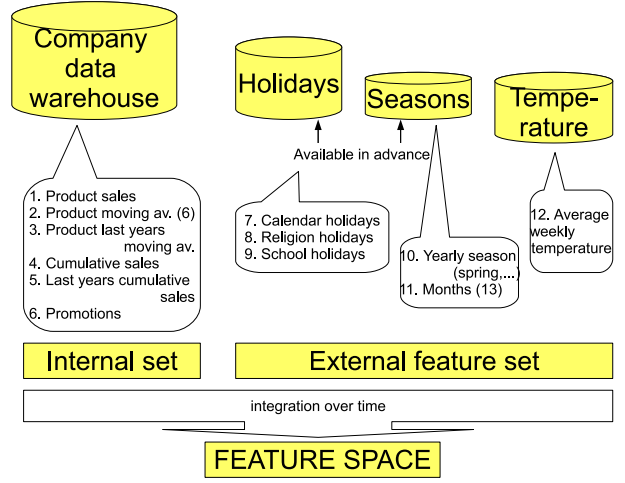 Company
data
warehouse
Holidays
Seasons
Tempe-
rature
Available in advance
1. Product sales
2. Product moving av. (6)
3. Product last years
moving av.
4. Cumulative sales
5. Last years cumulative
sales
6. Promotions
7. Calendar holidays
8. Religion holidays
9. School holidays
10. Yearly season
(spring,...)
11. Months (13)
12. Average
weekly
temperature
Internal set
External feature set
integration over time
FEATURE SPACE